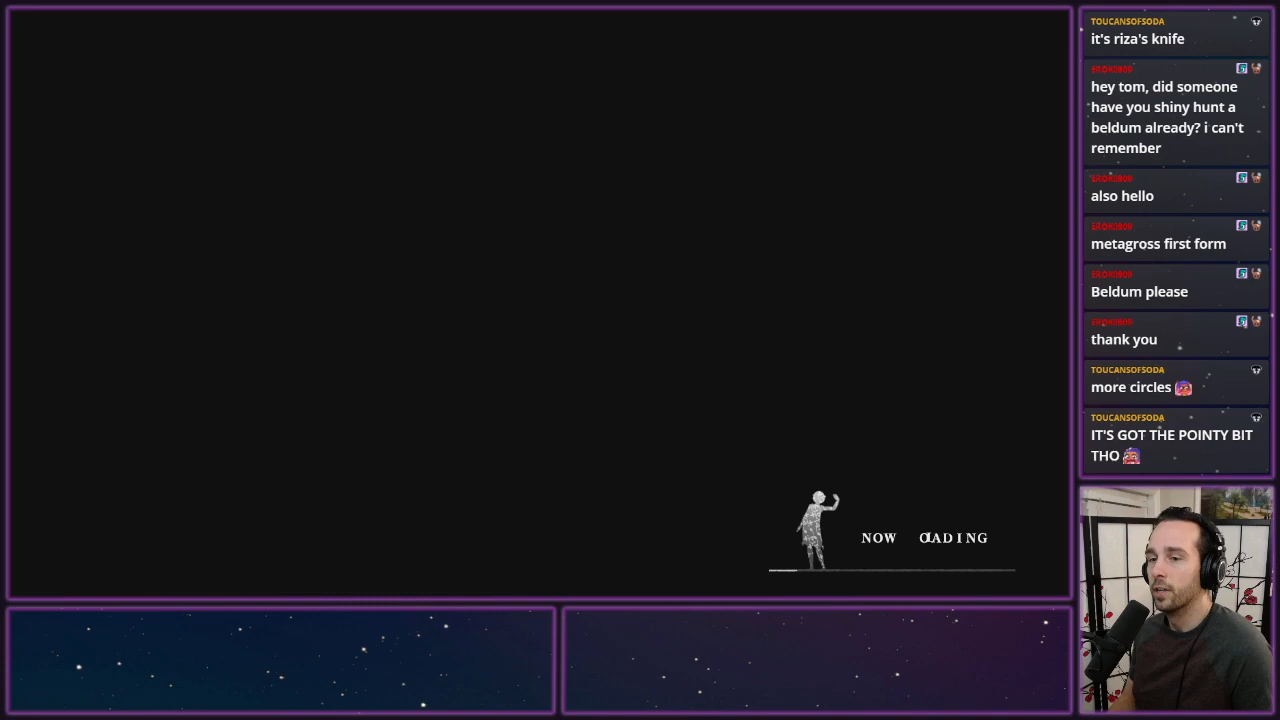 TOUCANSOFSODA
it's riza's knife
hey tom, did someone
have you shiny hunt a
beldum already? i can't
remember
also hello
metagross first form
Beldum please
thank you
TOUCANSOFSODA
more circles
TOUCANSOFSODA
IT'S GOT THE POINTY BIT
THO
NOW